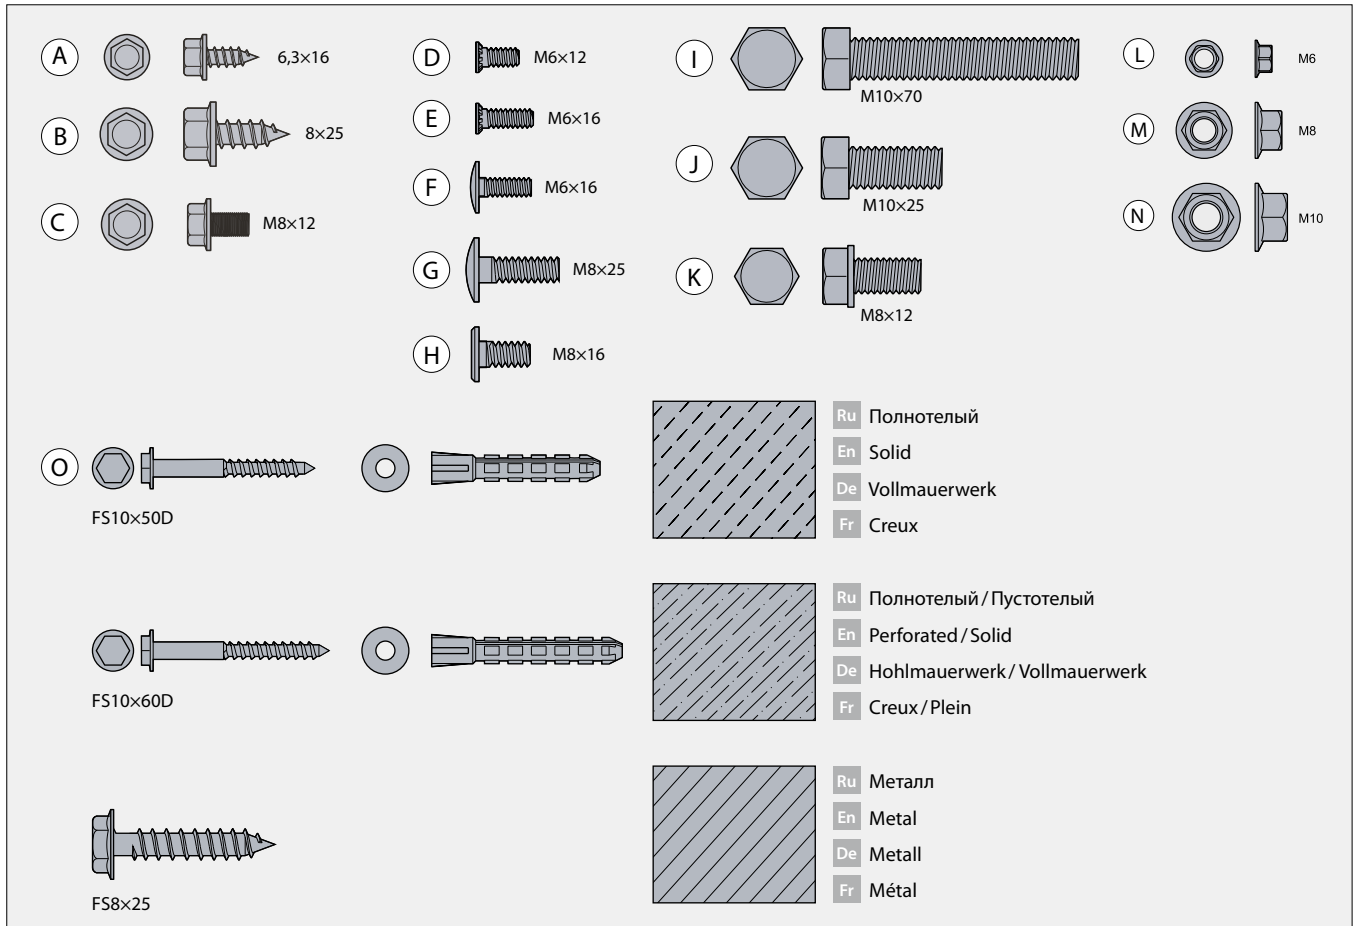 A 6,3×16
B 8×25
C M8×12
D M6×12
E M6×16
F M6×16
G M8×25
H M8×16
I M10×70
J M10×25
K M8×12
L M6
M M8
N M10
O
FS10×50D
Ru Полнотелый
En Solid
De Vollmauerwerk
Fr Creux
FS10×60D
Ru Полнотелый / Пустотелый
En Perforated / Solid
De Hohlmauerwerk / Vollmauerwerk
Fr Creux / Plein
FS8×25
Ru Металл
En Metal
De Metall
Fr Métal